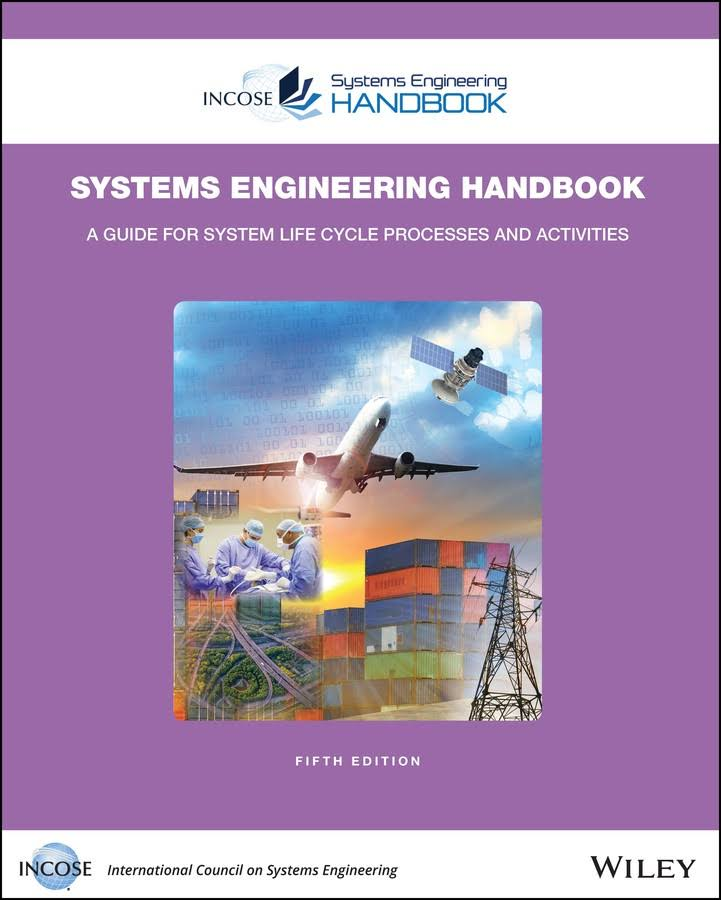 INCOSE
Systems Engineering
HANDBOOK
SYSTEMS ENGINEERING HANDBOOK
A GUIDE FOR SYSTEM LIFE CYCLE PROCESSES AND ACTIVITIES
FIFTH EDITION
INCOSE
International Council on Systems Engineering
WILEY